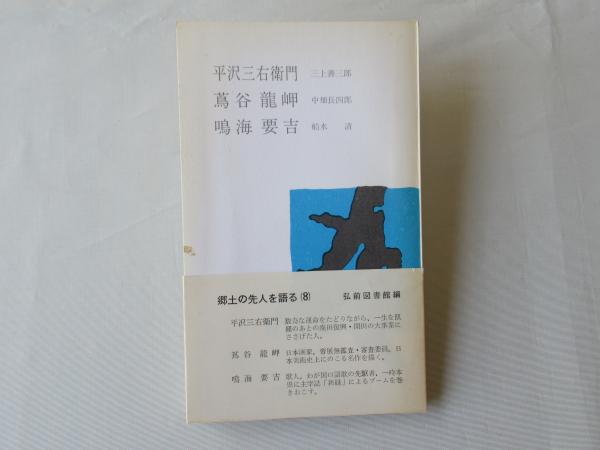 平沢三右衛門 三上善三郎
蔦谷龍岬 中畑長四郎
鳴海要吉 船水 清
郷土の先人を語る(8) 弘前図書館編
平沢三右衛門 数奇な運命をたどりながら、一生を飢
饉のあとの廃田復興・開田の大事業に
ささげた人。
蔦谷龍岬 日本画家。帝展無鑑査・審査委員。日
本美術史上にのこる名作を描く。
鳴海要吉 歌人。わが国口語歌の先駆者。一時本
県に主宰誌「新緑」によるブームを巻
きおこす。